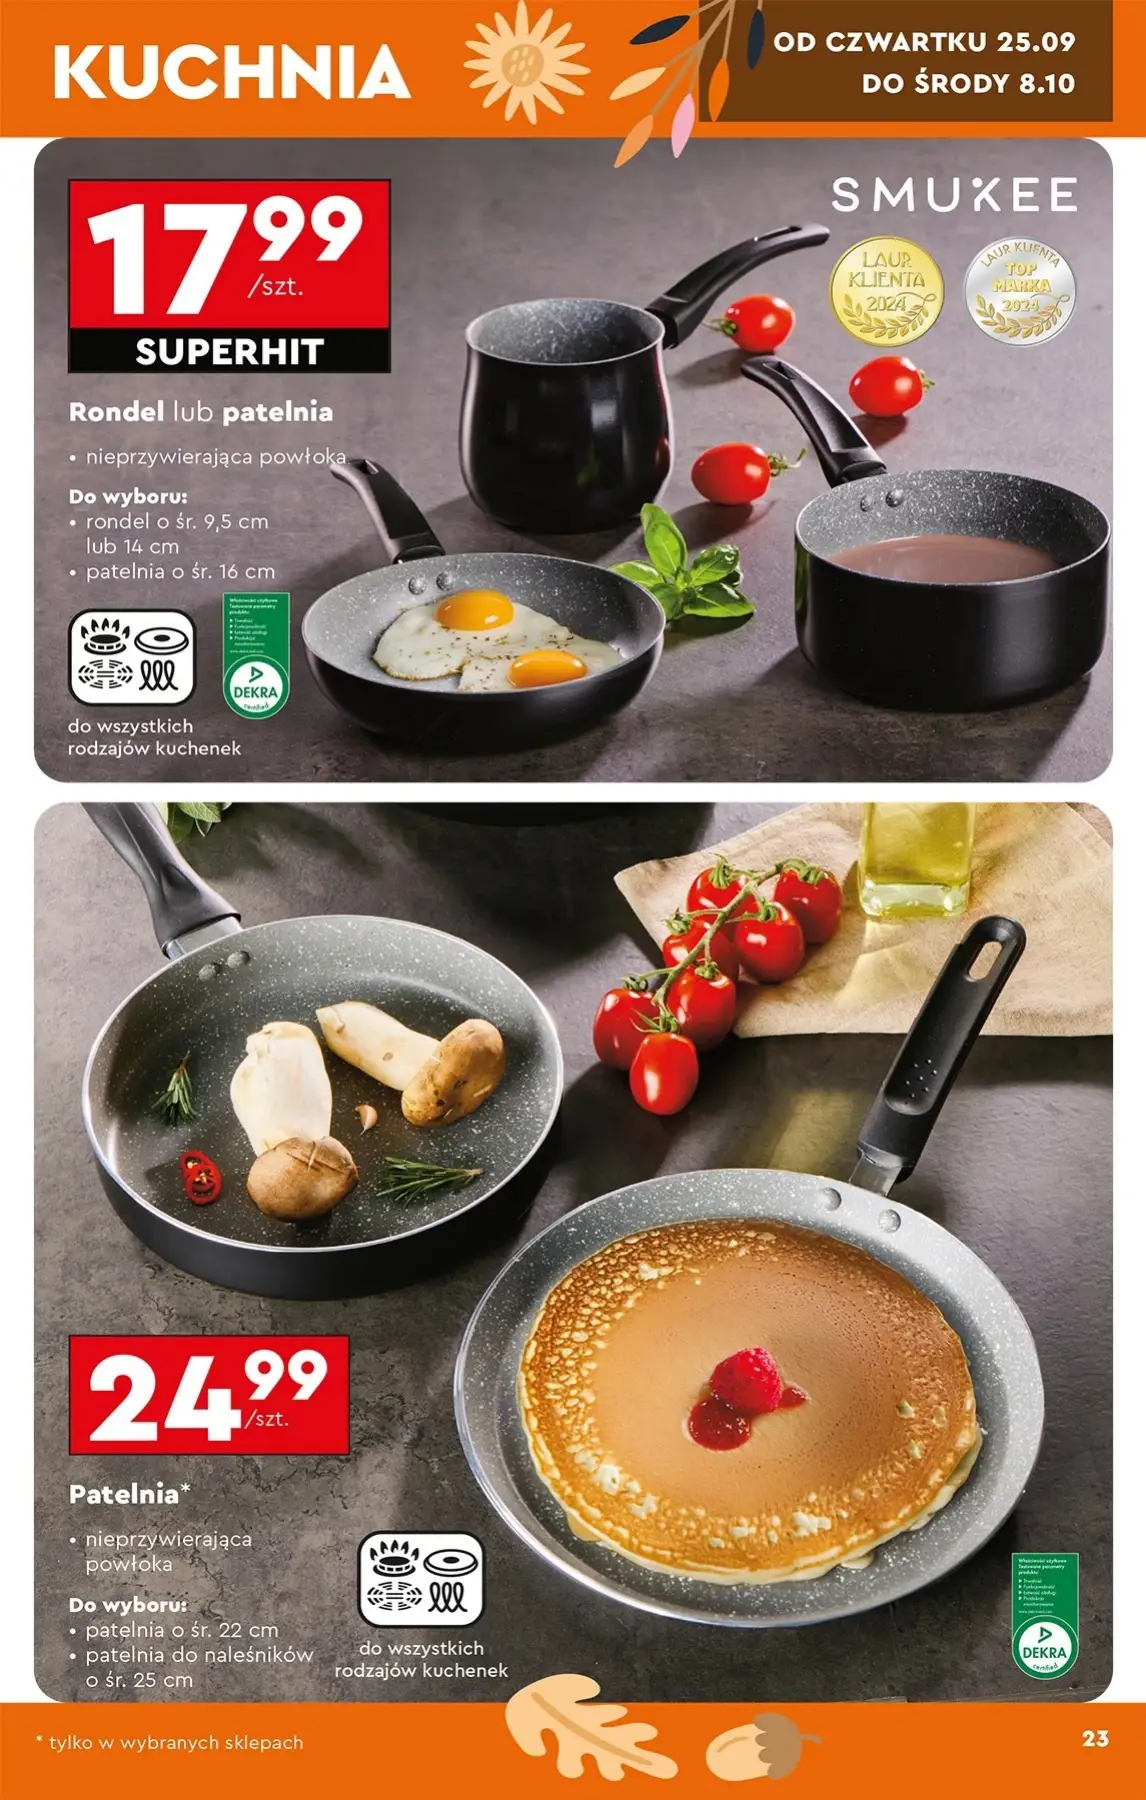 KUCHNIA
OD CZWARTKU 25.09
DO ŚRODY 8.10
SMUKEE
LAUR
KLIENTA
2024
LAUR KLIENTA
TOP
MARKA
2024
17 99
/szt.
SUPERHIT
Rondel lub patelnia
• nieprzywierająca powłoka
Do wyboru:
• rondel o śr. 9,5 cm
lub 14 cm
• patelnia o śr. 16 cm
DEKRA
certified
do wszystkich
rodzajów kuchenek
24 99
/szt.
Patelnia*
• nieprzywierająca
powłoka
Do wyboru:
• patelnia o śr. 22 cm
• patelnia do naleśników
o śr. 25 cm
do wszystkich
rodzajów kuchenek
DEKRA
certified
* tylko w wybranych sklepach
23